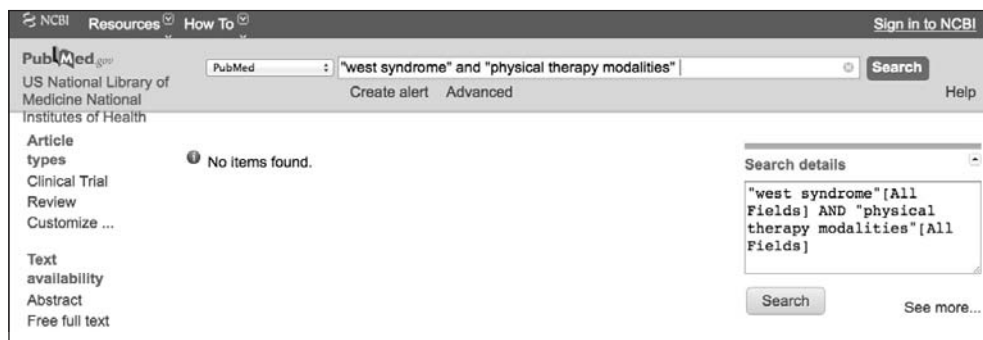 NCBI Resources How To Sign in to NCBI
PubMed.gov
US National Library of
Medicine National
Institutes of Health
PubMed
"west syndrome" and "physical therapy modalities"
Search
Create alert Advanced
Help
Article
types
Clinical Trial
Review
Customize ...
Text
availability
Abstract
Free full text
No items found.
Search details
"west syndrome"[All
Fields] AND "physical
therapy modalities"[All
Fields]
Search
See more...